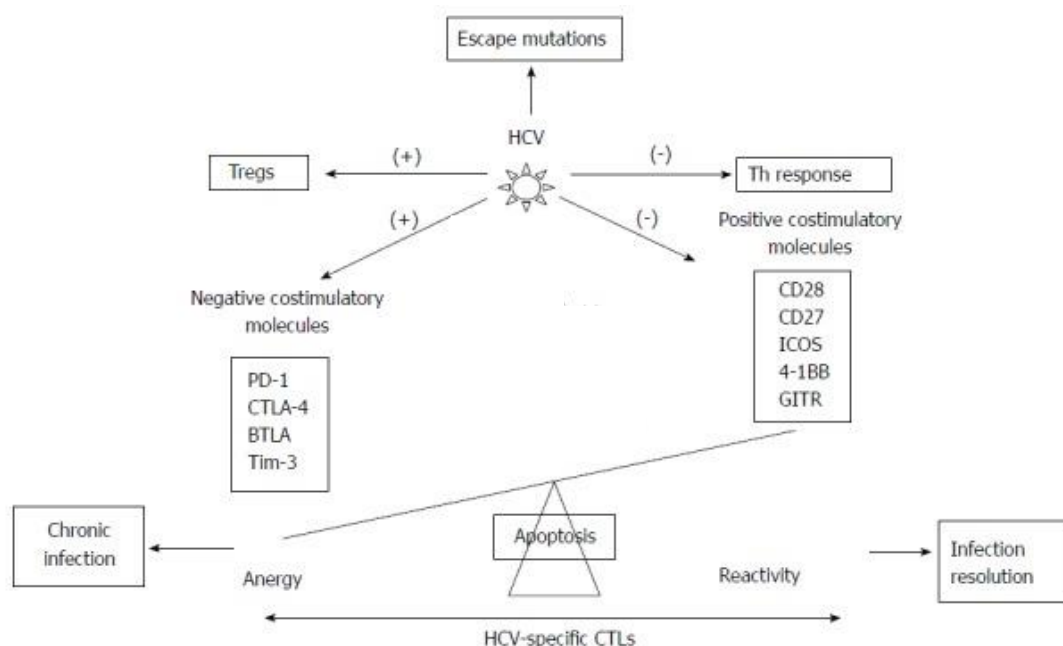 Escape mutations
HCV
(+)
(-)
Tregs
Th response
(+)
(-)
Positive costimulatory
molecules
Negative costimulatory
molecules
CD28
CD27
ICOS
4-1BB
GITR
PD-1
CTLA-4
BTLA
Tim-3
Chronic
infection
Apoptosis
Infection
resolution
Anergy
Reactivity
HCV-specific CTLs